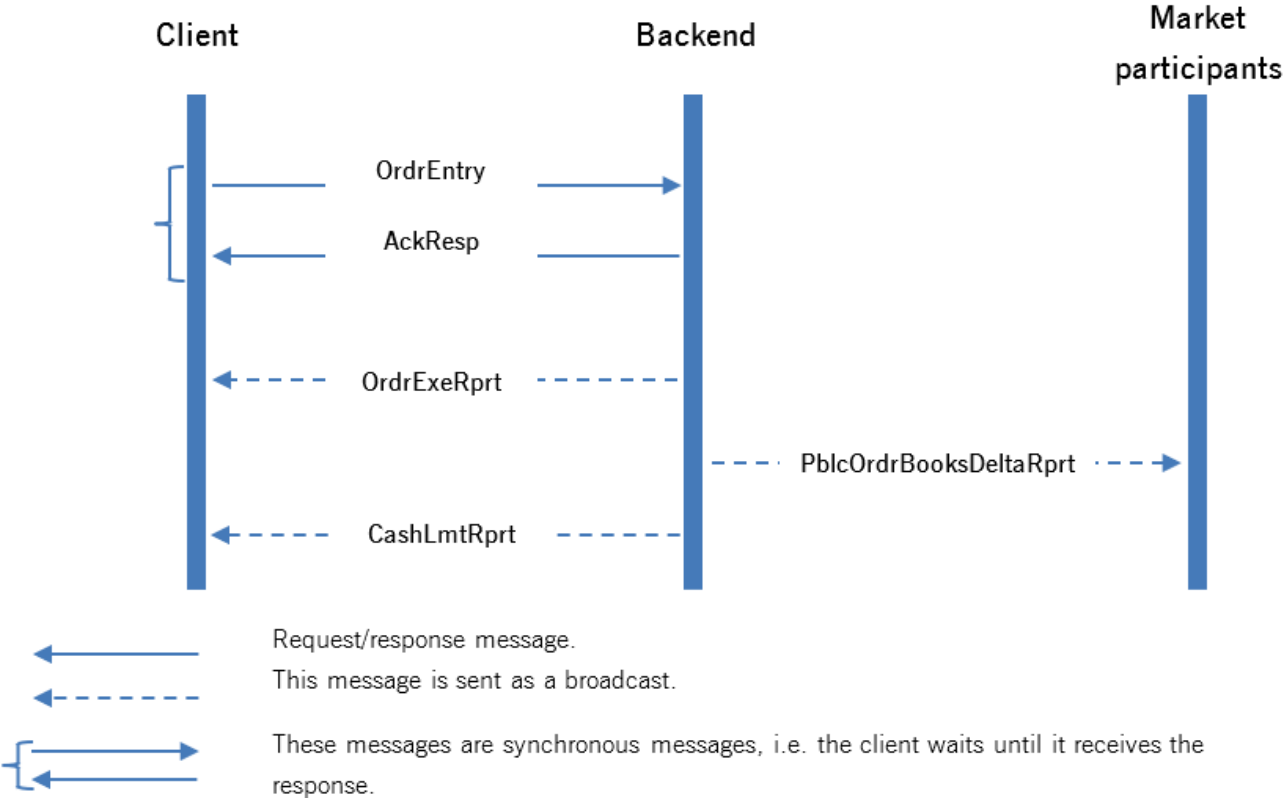 Client
Backend
Market
participants
OrdrEntry
AckResp
OrdrExeRprt
PblcOrdrBooksDeltaRprt
CashLmtRprt
Request/response message.
This message is sent as a broadcast.
These messages are synchronous messages, i.e. the client waits until it receives the
response.